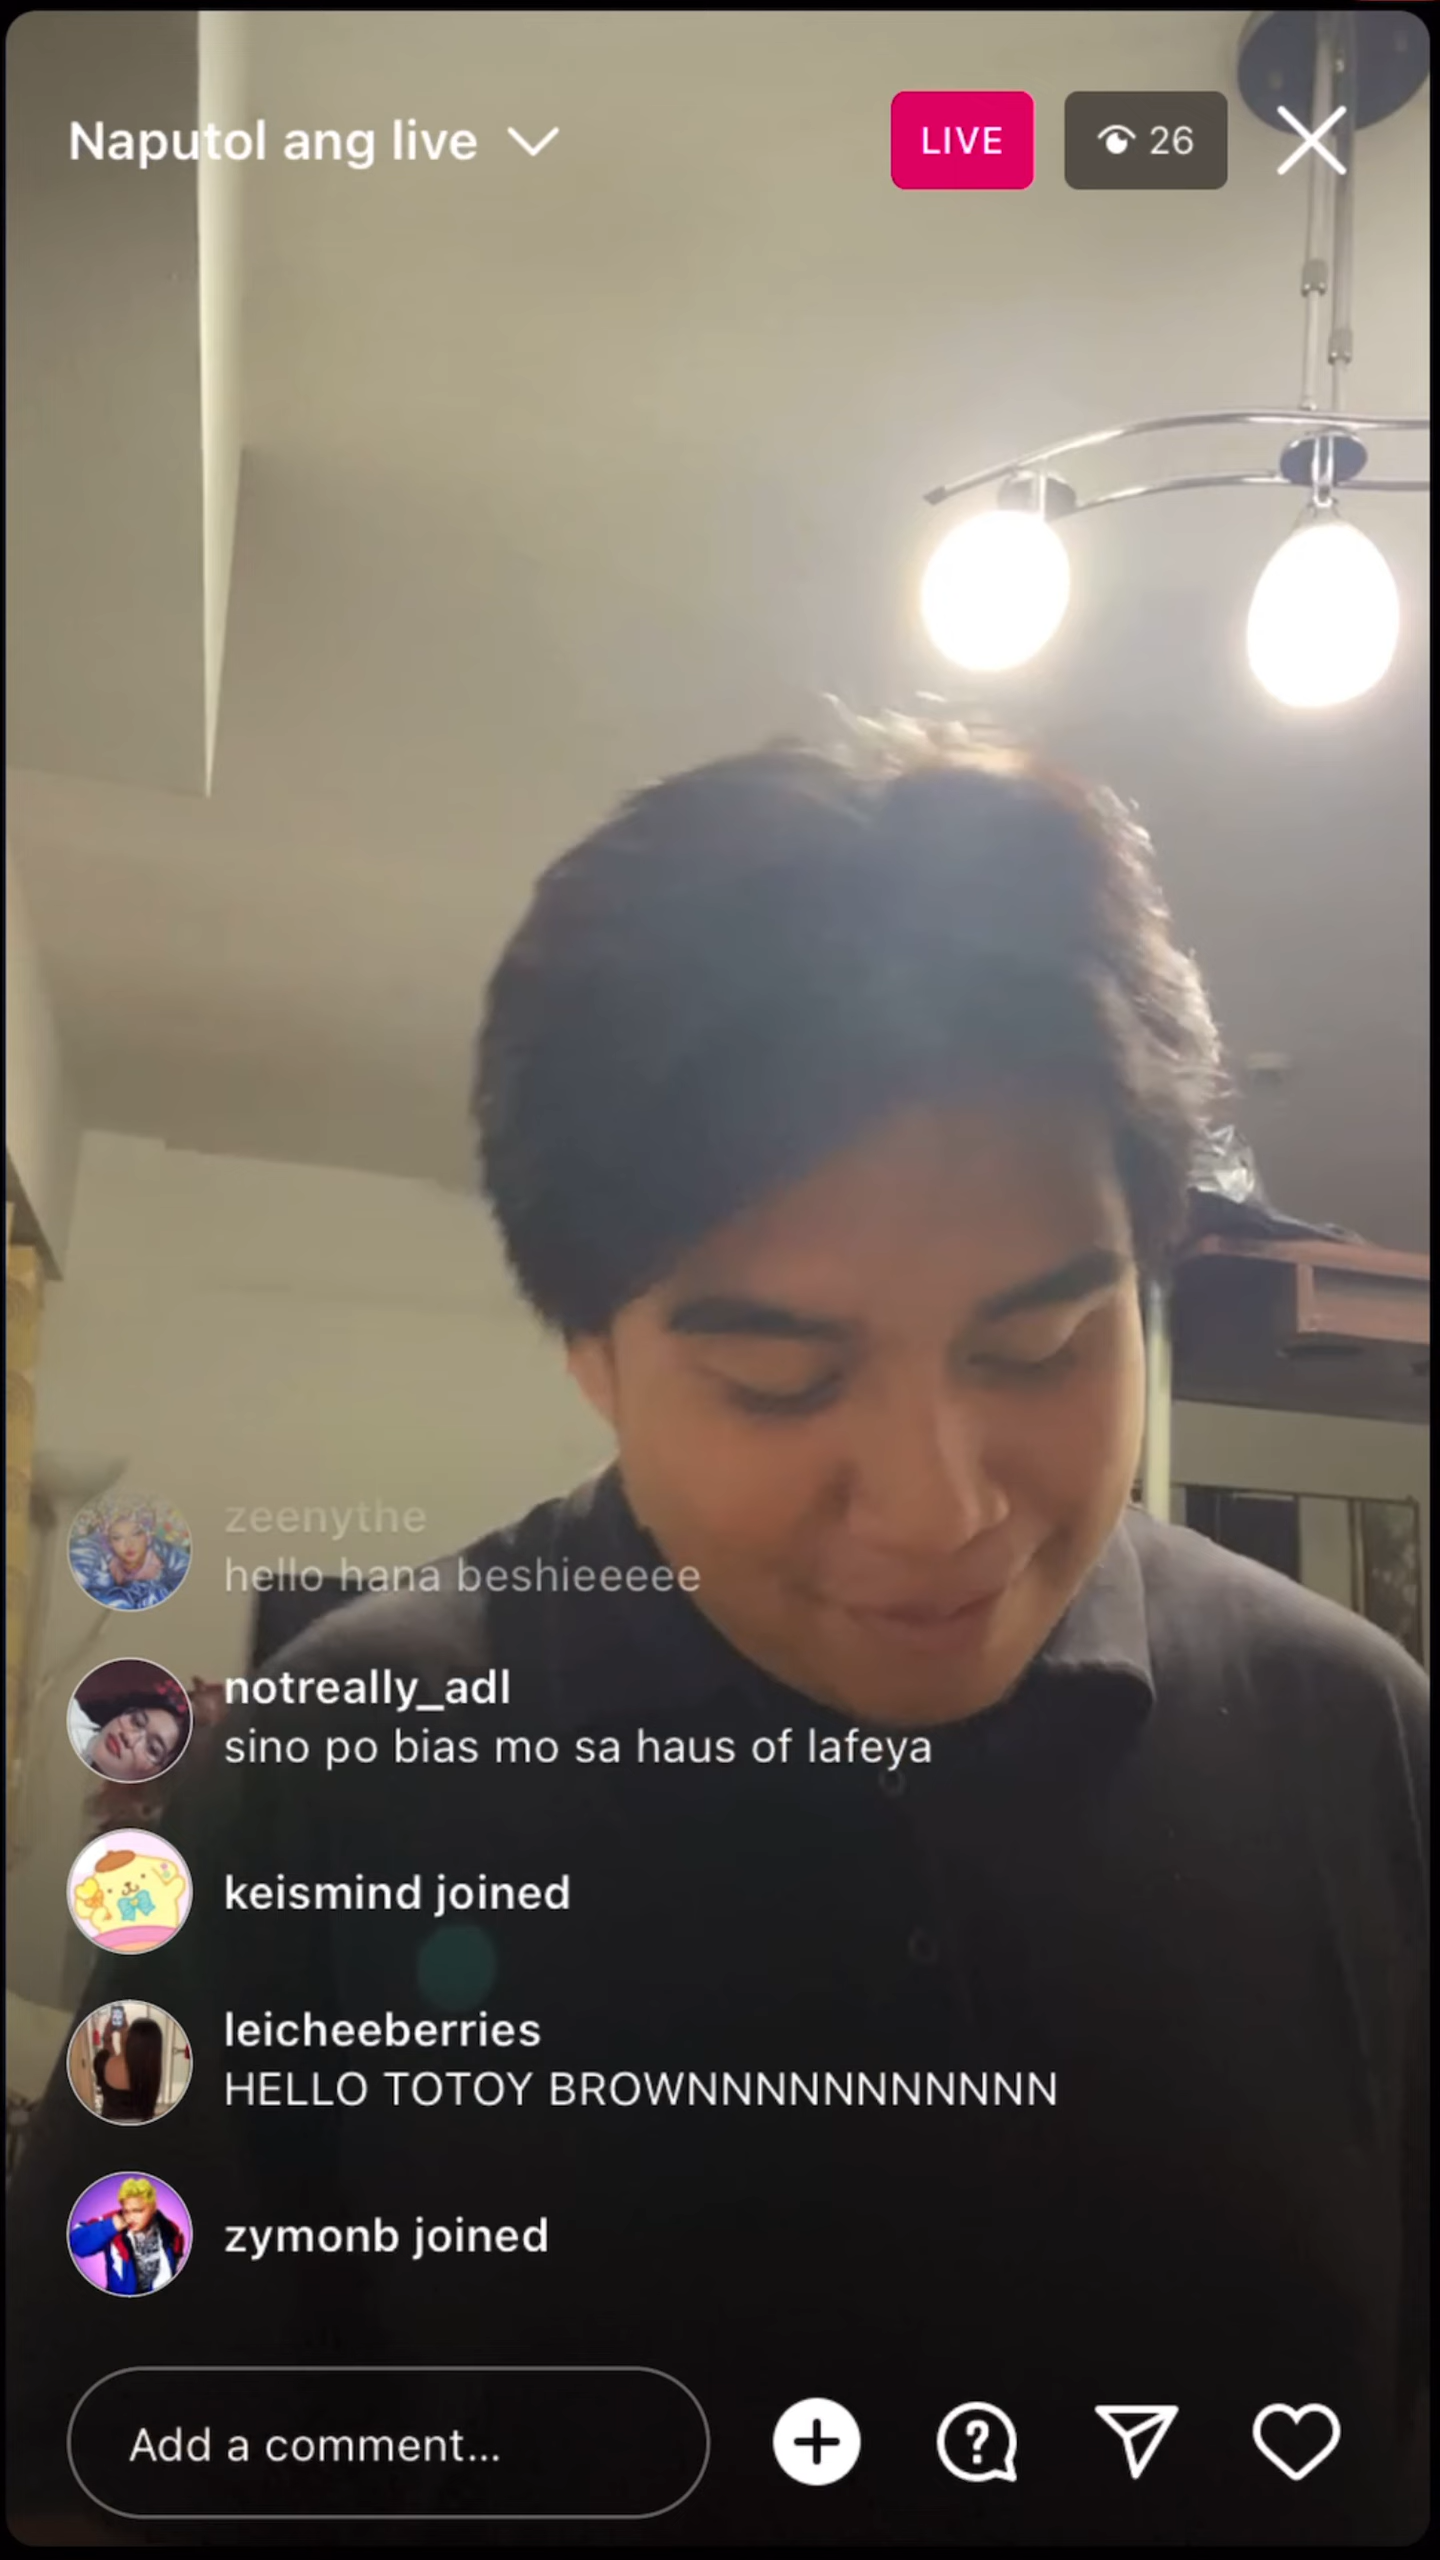 Naputol ang live
LIVE
26
zeenythe
hello hana beshieeeee
notreally_adl
sino po bias mo sa haus of lafeya
keismind joined
leicheeberries
HELLO TOTOY BROWNNNNNNNNNNN
zymonb joined
Add a comment...